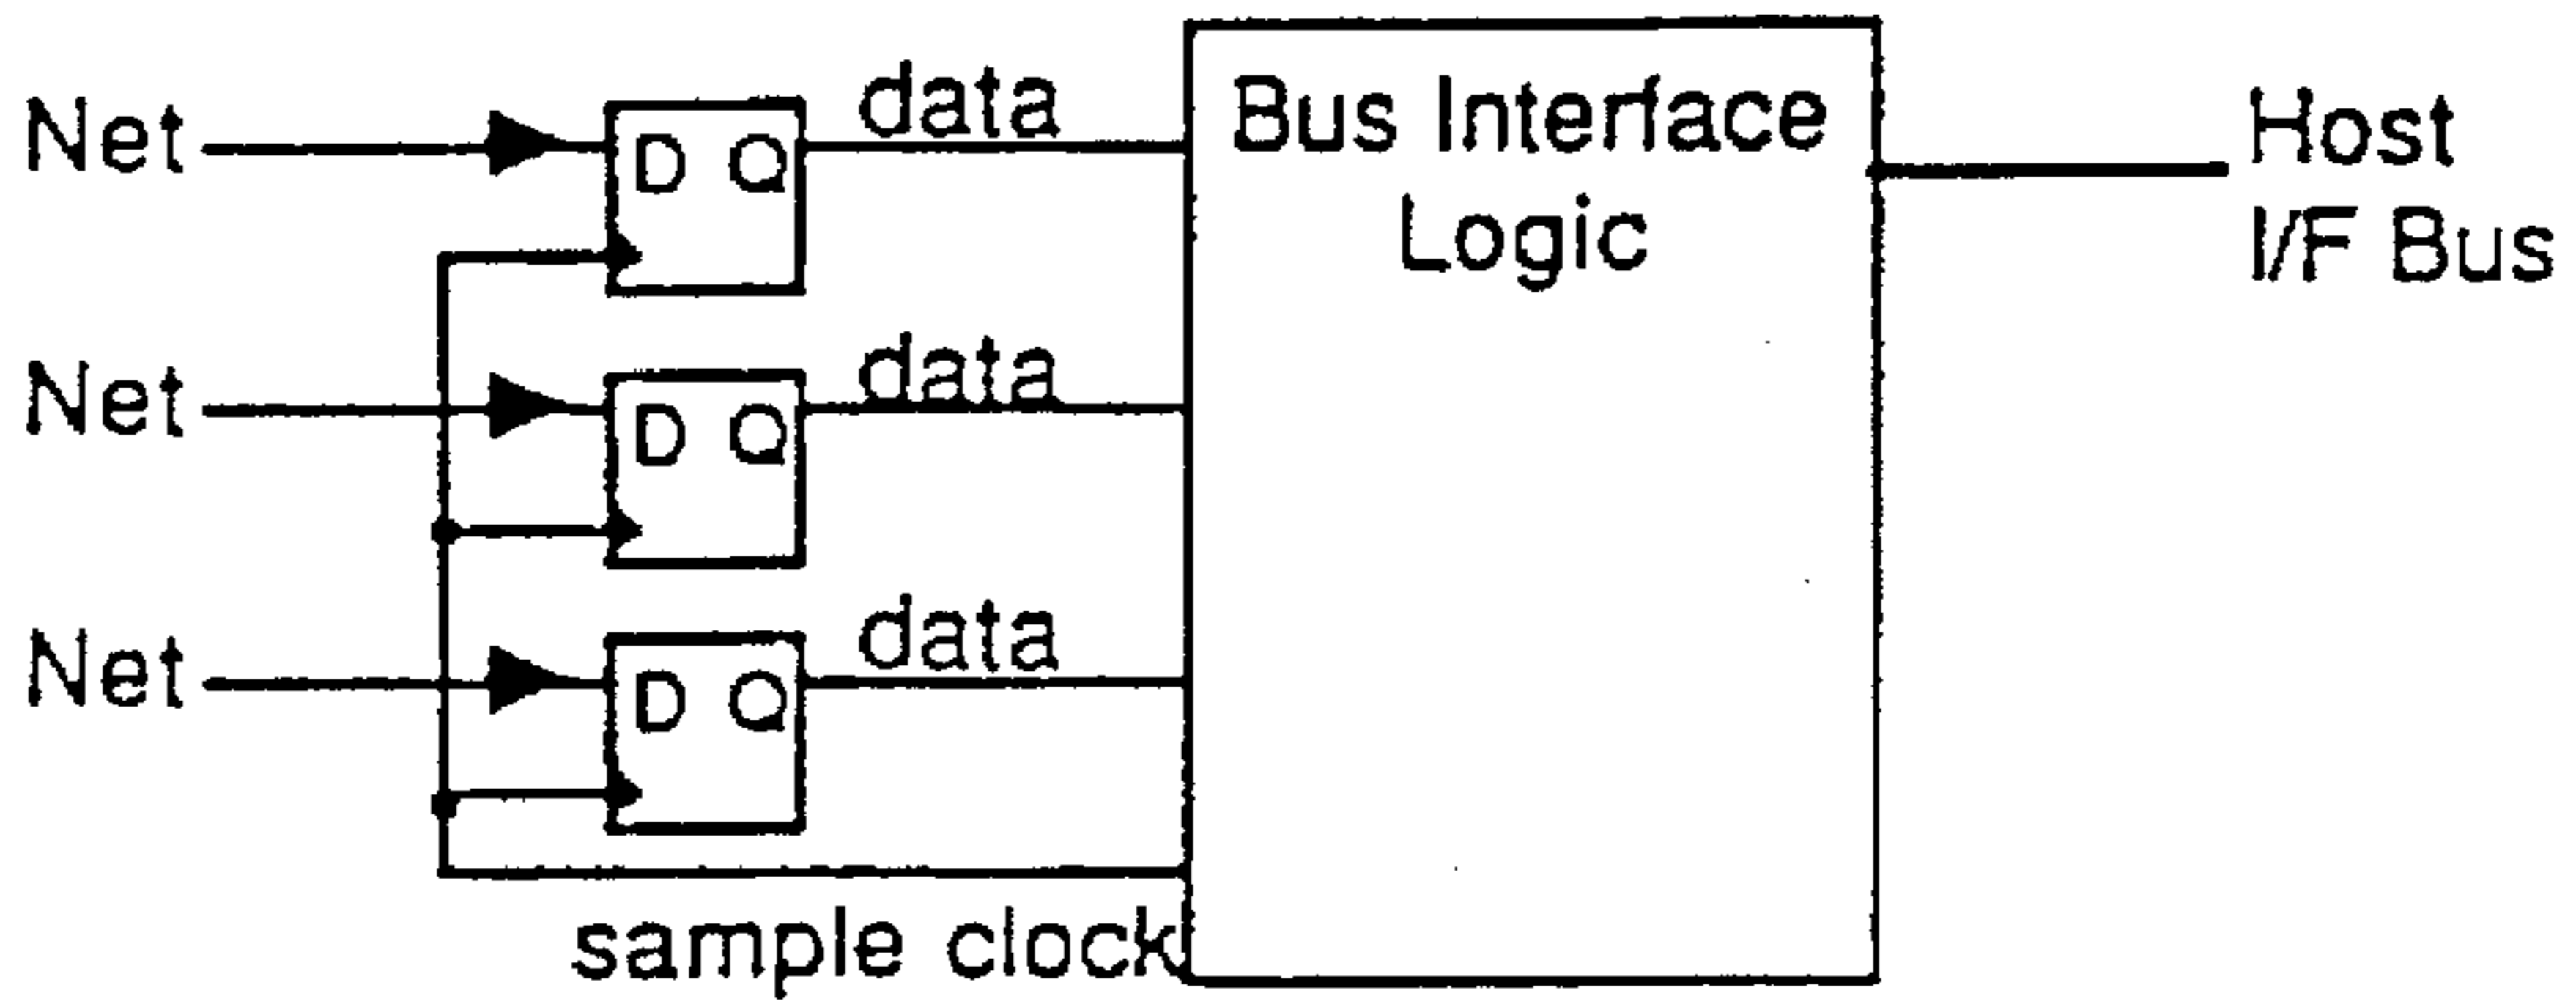 Net
D Q
data
Bus Interface
Logic
Host
I/F Bus
Net
D Q
data
Net
D Q
data
sample clock